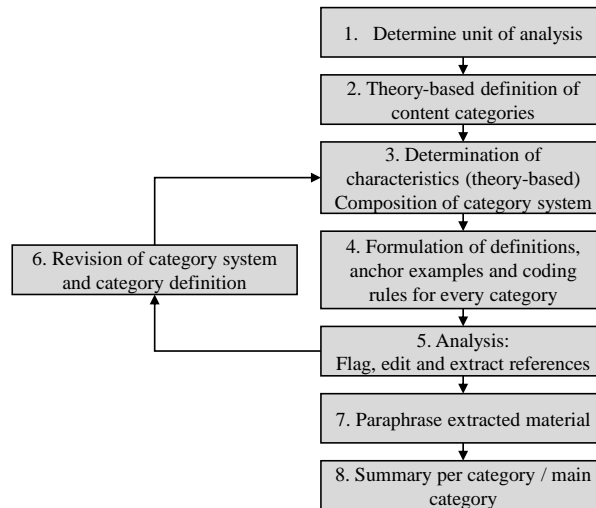 1. Determine unit of analysis
2. Theory-based definition of
content categories
3. Determination of
characteristics (theory-based)
Composition of category system
4. Formulation of definitions,
anchor examples and coding
rules for every category
6. Revision of category system
and category definition
5. Analysis:
Flag, edit and extract references
7. Paraphrase extracted material
8. Summary per category / main
category